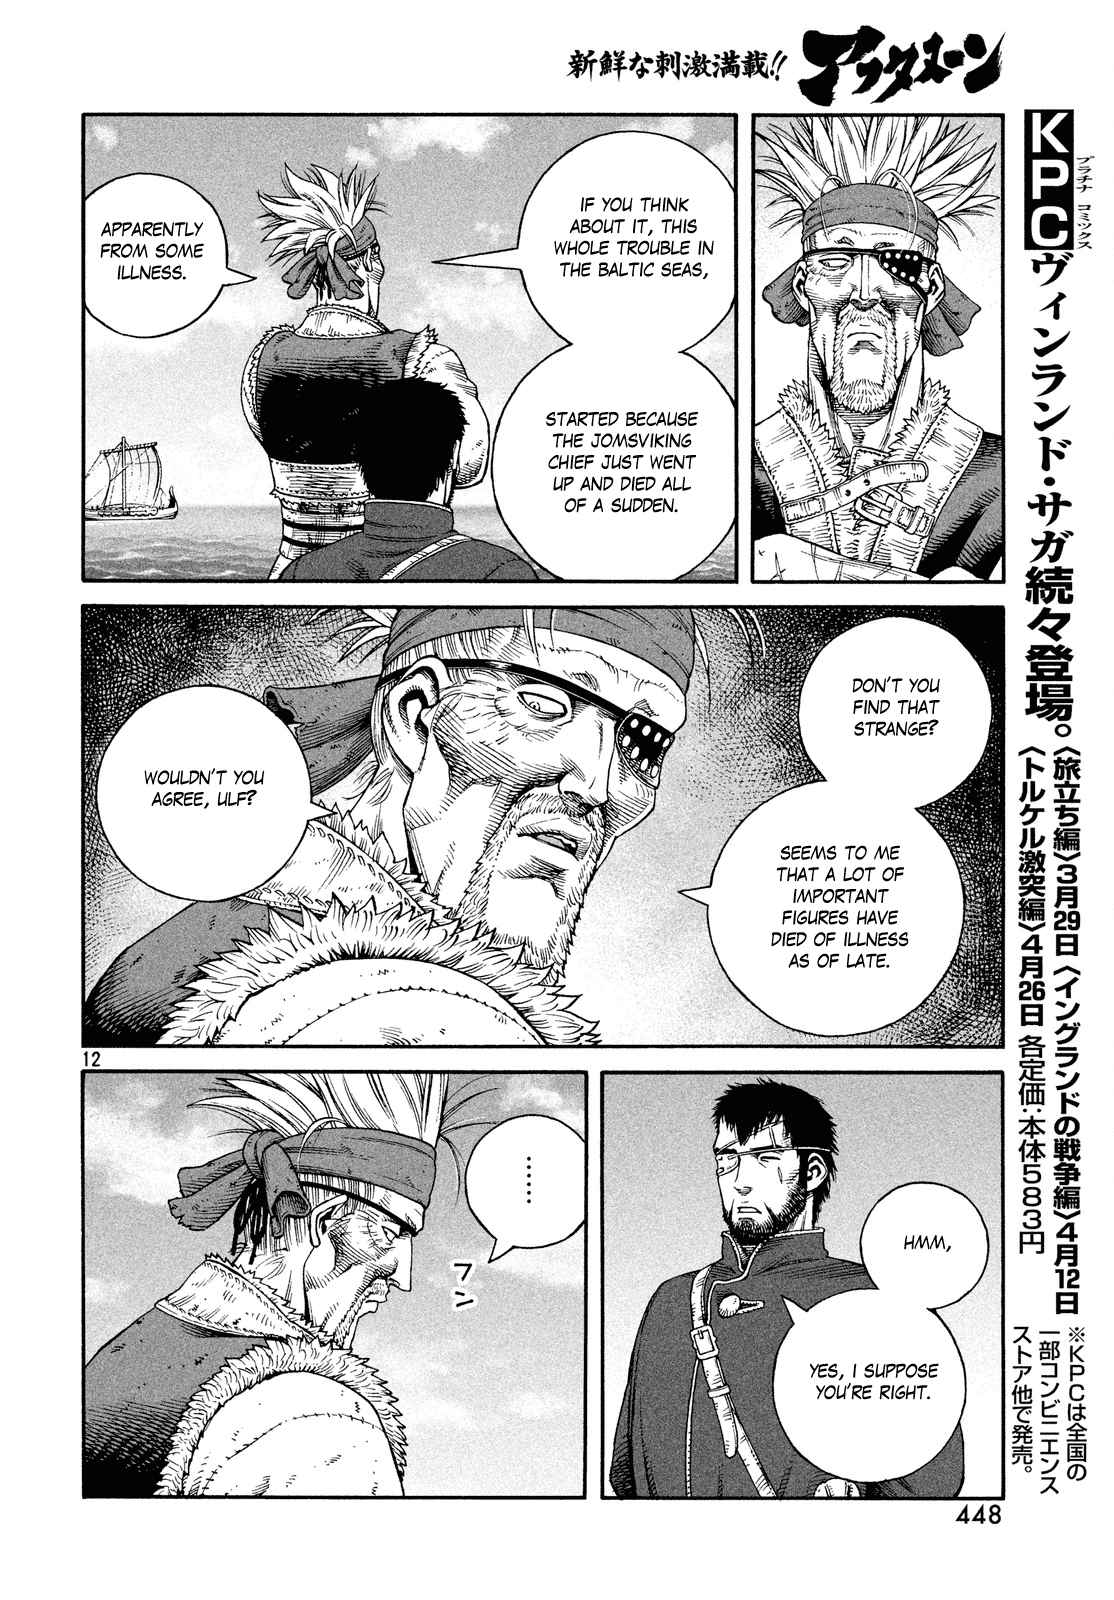 新鮮な刺激満載!!
アフタヌーン
IF YOU THINK
ABOUT IT, THIS
WHOLE TROUBLE IN
THE BALTIC SEAS,
STARTED BECAUSE
THE JOMSVIKING
CHIEF JUST WENT
UP AND DIED ALL
OF A SUDDEN.
APPARENTLY
FROM SOME
ILLNESS.
DON'T YOU
FIND THAT
STRANGE?
SEEMS TO ME
THAT A LOT OF
IMPORTANT
FIGURES HAVE
DIED OF ILLNESS
AS OF LATE.
WOULDN'T YOU
AGREE, ULF?
12
HMM,
YES, I SUPPOSE
YOU'RE RIGHT.
……
フン
448
KPCヴィンランド・サガ続々登場。
プラチナ コミックス
〈旅立ち編〉3月29日〈イングランドの戦争編〉4月12日
〈トルケル激突編〉4月26日 各定価:本体583円
※KPCは全国の
一部コンビニエンス
ストア他で発売。